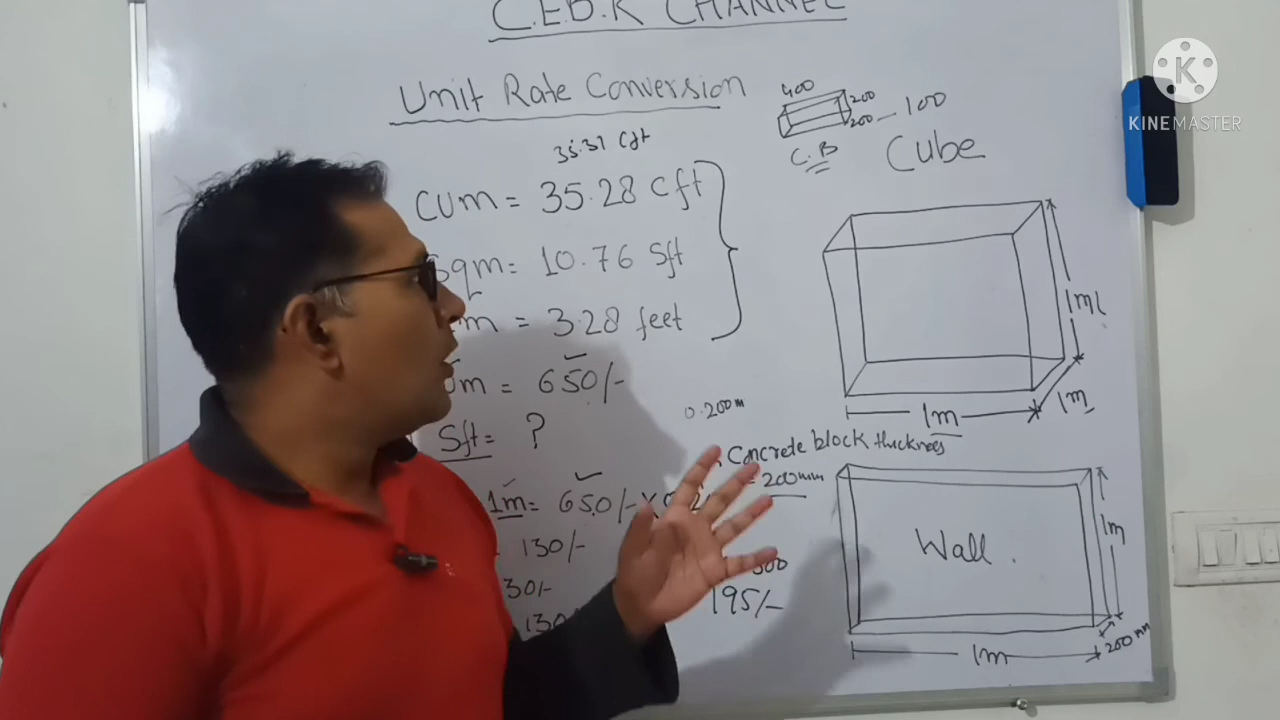 C.E.B.K CHANNEL
Unit Rate Conversion
35.31 Cft
CUM = 35.28 Cft
Sqm = 10.76 Sft
m = 3.28 feet
um = 650/-
Sft = ?
1m = 650/- X
130/-
30/-
130
195/-
0.200m
Concrete block thickness
= 200mm
400
200
200 - 100
C.B
Cube
1m
1m
1m
Wall.
1m
1m
200 mm
KINEMASTER